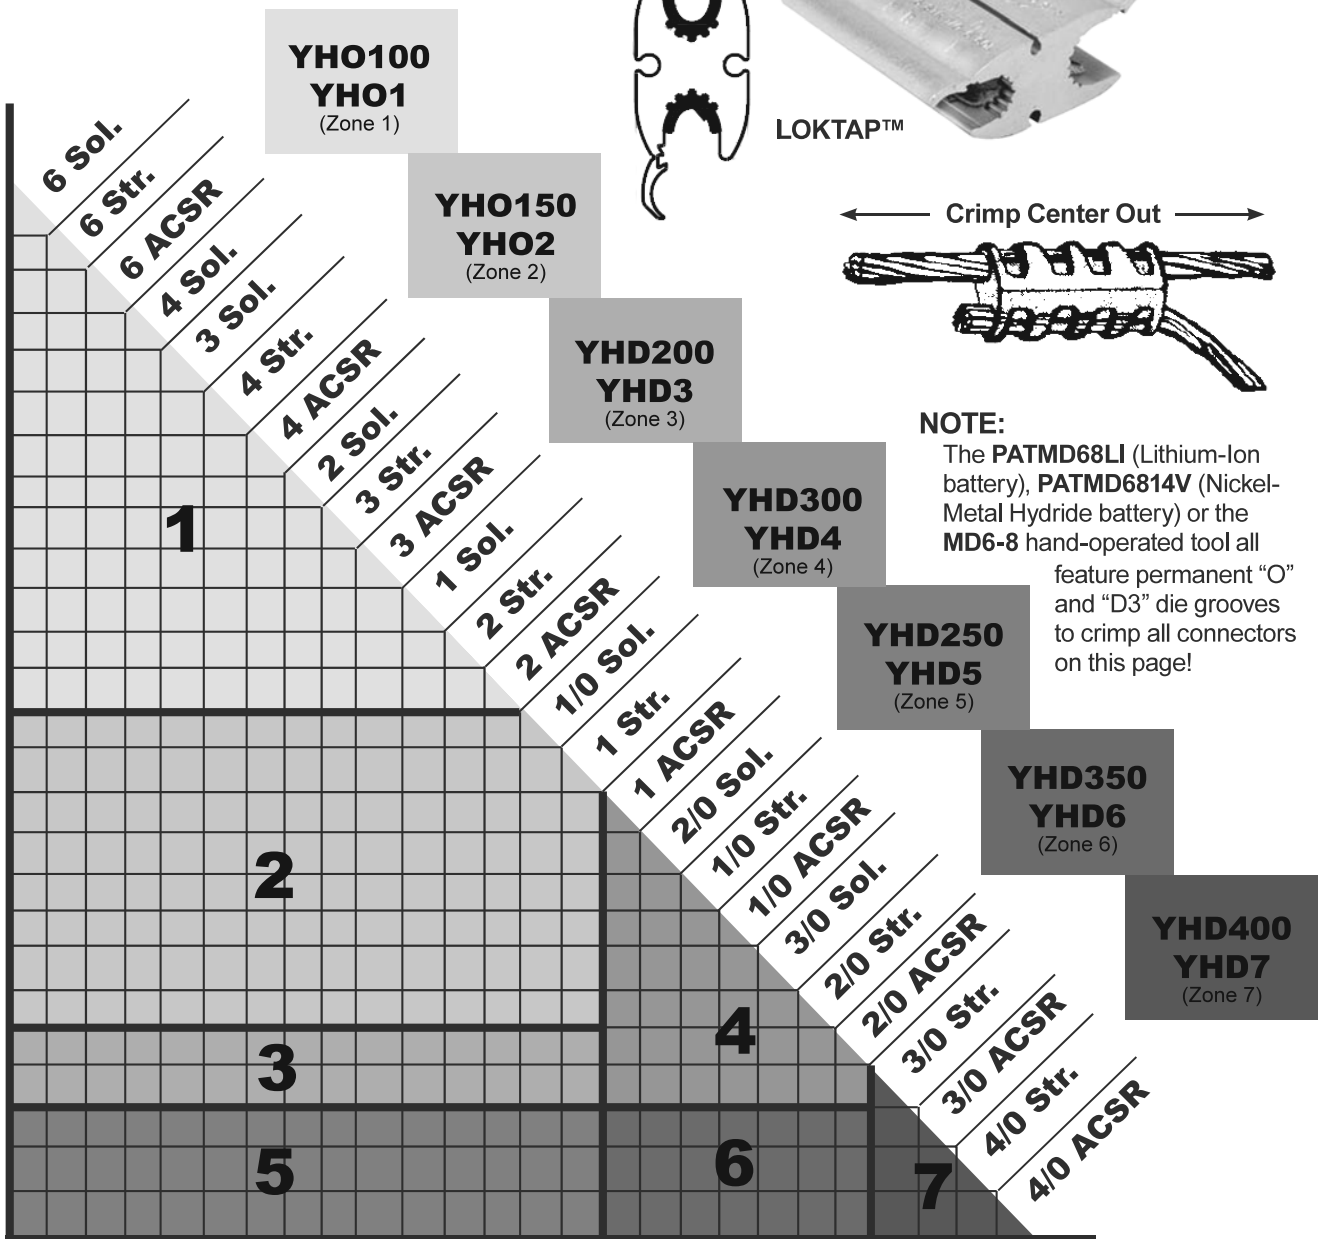 YHO100
YHO1
(Zone 1)
YHO150
YHO2
(Zone 2)
YHD200
YHD3
(Zone 3)
YHD300
YHD4
(Zone 4)
YHD250
YHD5
(Zone 5)
YHD350
YHD6
(Zone 6)
YHD400
YHD7
(Zone 7)
LOKTAP™
Crimp Center Out
NOTE:
The PATMD68LI (Lithium-Ion
battery), PATMD6814V (Nickel-
Metal Hydride battery) or the
MD6-8 hand-operated tool all
feature permanent “O”
and “D3” die grooves
to crimp all connectors
on this page!
6 Sol.
6 Str.
6 ACSR
4 Sol.
3 Sol.
4 Str.
4 ACSR
2 Sol.
3 Str.
3 ACSR
1 Sol.
2 Str.
2 ACSR
1/0 Sol.
1 Str.
1 ACSR
2/0 Sol.
1/0 Str.
1/0 ACSR
3/0 Sol.
2/0 Str.
2/0 ACSR
3/0 Str.
3/0 ACSR
4/0 Str.
4/0 ACSR
1
2
3
4
5
6
7